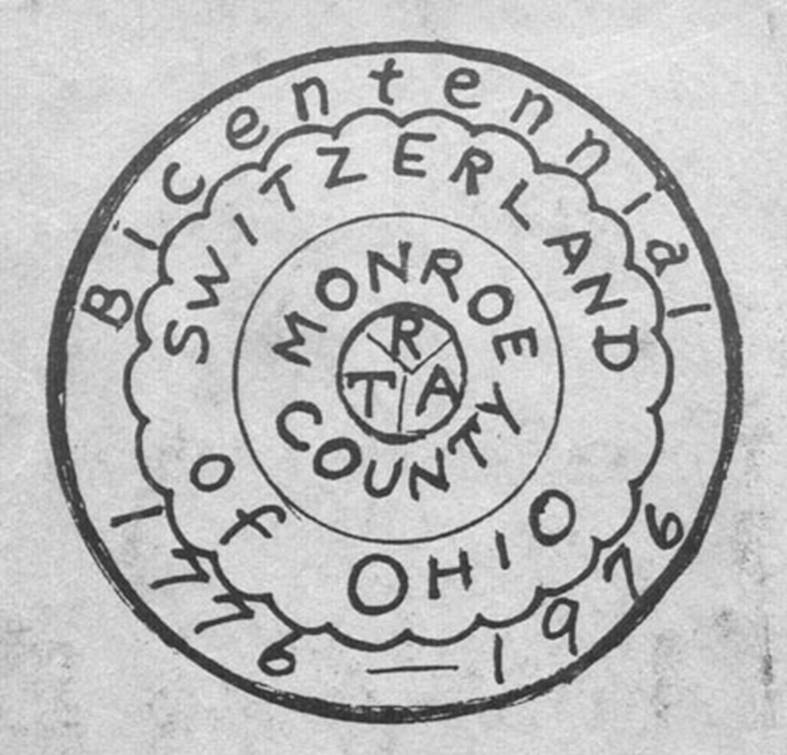 Bicentennial
1776 — 1976
SWITZERLAND
of OHIO
MONROE
COUNTY
R
T A